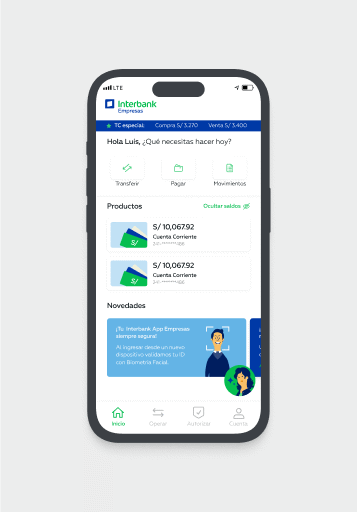 LTE
Interbank
Empresas
TC especial: Compra S/ 3.270 Venta S/ 3.400
Hola Luis, ¿Qué necesitas hacer hoy?
Transferir Pagar Movimientos
Productos Ocultar saldos
S/ 10,067.92
Cuenta Corriente
S/
S/ 10,067.92
Cuenta Corriente
S/
Novedades
¡Tu Interbank App Empresas
siempre segura!
Al ingresar desde un nuevo
dispositivo validamos tu ID
con Biometría Facial.
Inicio Operar Autorizar Cuenta